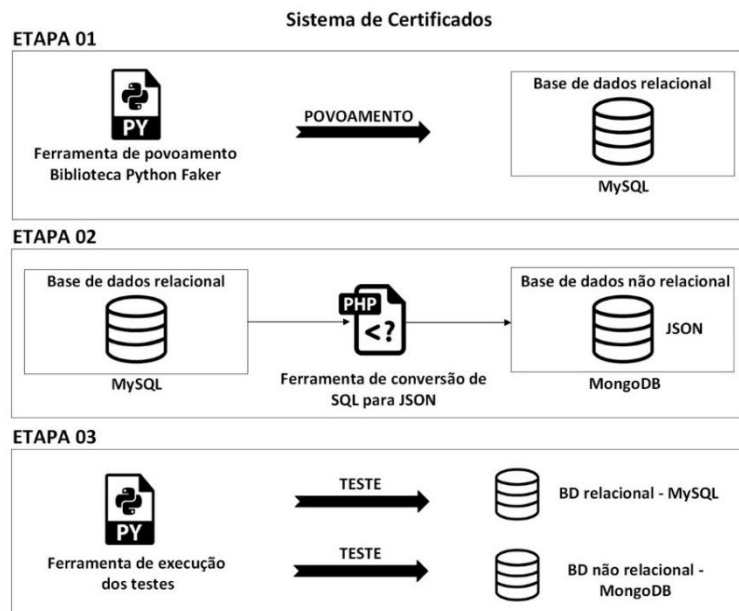 Sistema de Certificados
ETAPA 01
PY
Ferramenta de povoamento
Biblioteca Python Faker
POVOAMENTO
Base de dados relacional
MySQL
ETAPA 02
Base de dados relacional
MySQL
PHP
<?
Ferramenta de conversão de
SQL para JSON
Base de dados não relacional
JSON
MongoDB
ETAPA 03
PY
Ferramenta de execução
dos testes
TESTE
BD relacional - MySQL
TESTE
BD não relacional -
MongoDB